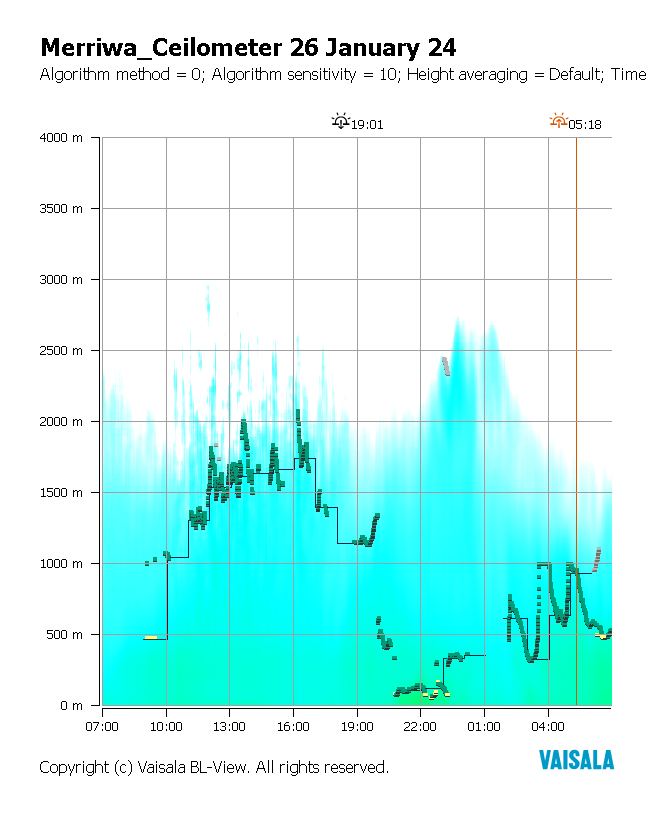 Merriwa_Ceilometer 26 January 24
Algorithm method = 0; Algorithm sensitivity = 10; Height averaging = Default; Time
19:01 05:18
4000 m
3500 m
3000 m
2500 m
2000 m
1500 m
1000 m
500 m
0 m
07:00 10:00 13:00 16:00 19:00 22:00 01:00 04:00
Copyright (c) Vaisala BL-View. All rights reserved.
VAISALA